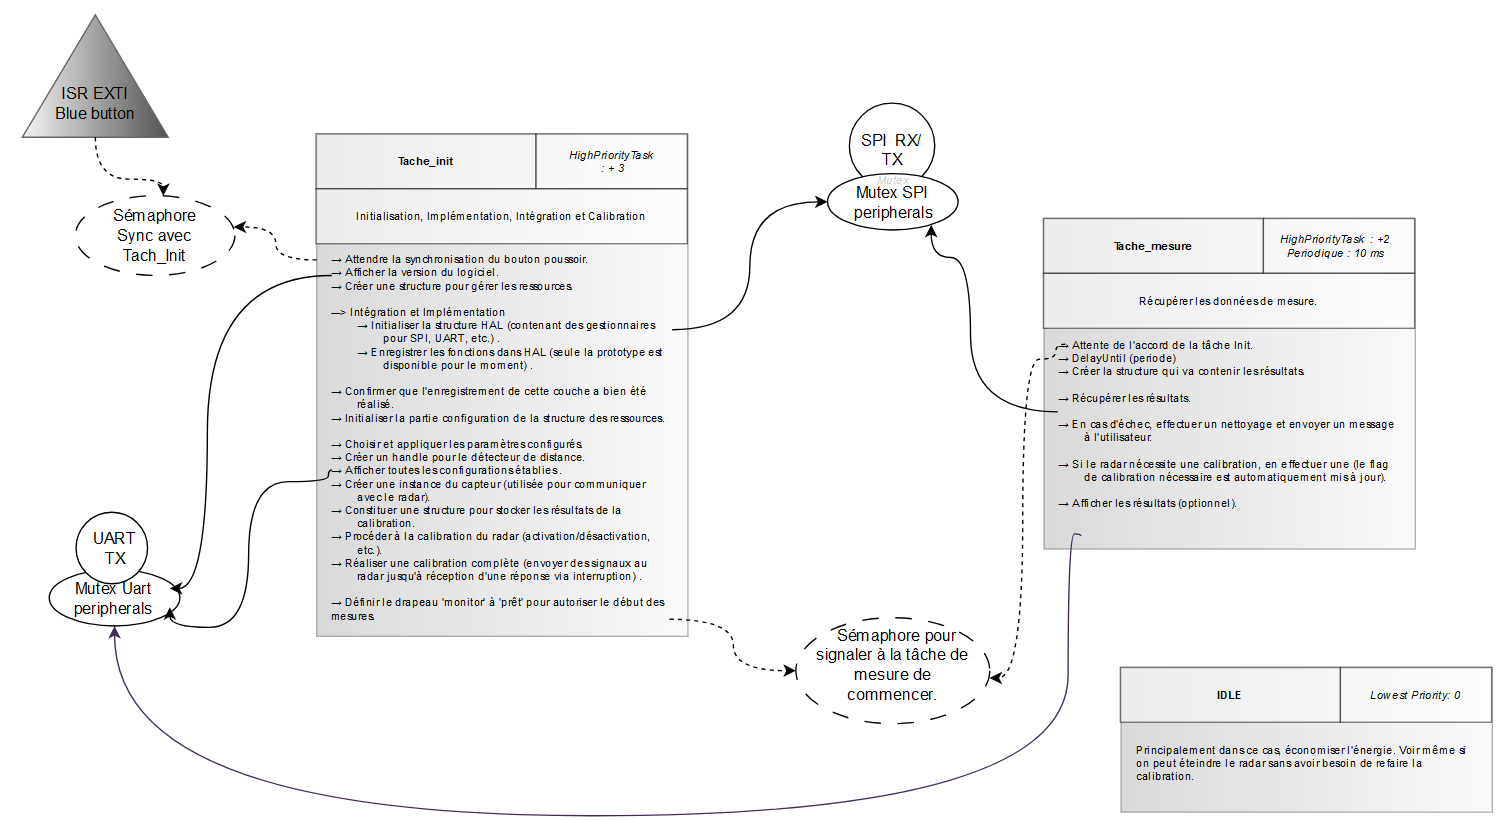 ISR EXTI
Blue button
Sémaphore
Sync avec
Tach_Init
Tache_init
HighPriorityTask
: + 3
Initialisation, Implémentation, Intégration et Calibration
→ Attendre la synchronisation du bouton poussoir.
→ Afficher la version du logiciel.
→ Créer une structure pour gérer les ressources.
—> Intégration et Implémentation
→ Initialiser la structure HAL (contenant des gestionnaires
pour SPI, UART, etc.) .
→ Enregistrer les fonctions dans HAL (seule la prototype est
disponible pour le moment) .
→ Confirmer que l'enregistrement de cette couche a bien été
réalisé.
→ Initialiser la partie configuration de la structure des ressources.
→ Choisir et appliquer les paramètres configurés.
→ Créer un handle pour le détecteur de distance.
→ Afficher toutes les configurations établies .
→ Créer une instance du capteur (utilisée pour communiquer
avec le radar).
→ Constituer une structure pour stocker les résultats de la
calibration.
→ Procéder à la calibration du radar (activation/désactivation,
etc.).
→ Réaliser une calibration complète (envoyer des signaux au
radar jusqu'à réception d'une réponse via interruption) .
→ Définir le drapeau 'monitor' à 'prêt' pour autoriser le début des
mesures.
SPI RX/
TX
Mutex
Mutex SPI
peripherals
Tache_mesure
HighPriorityTask : +2
Periodique : 10 ms
Récupérer les données de mesure.
→ Attente de l'accord de la tâche Init.
→ DelayUntil (periode)
→ Créer la structure qui va contenir les résultats.
→ Récupérer les résultats.
→ En cas d'échec, effectuer un nettoyage et envoyer un message
à l'utilisateur.
→ Si le radar nécessite une calibration, en effectuer une (le flag
de calibration nécessaire est automatiquement mis à jour).
→ Afficher les résultats (optionnel).
UART
TX
Mutex Uart
peripherals
Sémaphore pour
signaler à la tâche de
mesure de
commencer.
IDLE
Lowest Priority: 0
Principalement dans ce cas, économiser l'énergie. Voir même si
on peut éteindre le radar sans avoir besoin de refaire la
calibration.